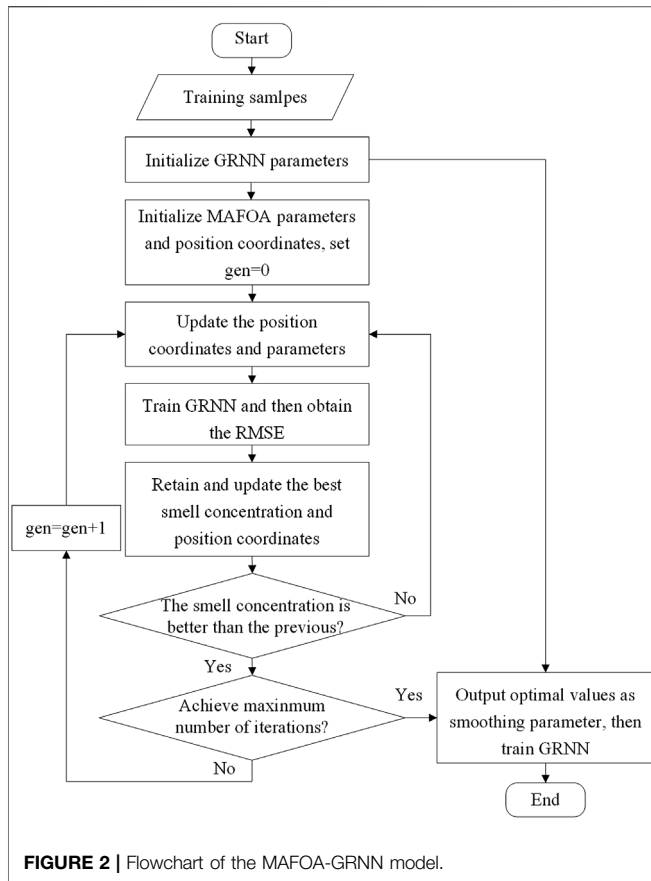 Start
Training samlpes
Initialize GRNN parameters
Initialize MAFOA parameters
and position coordinates, set
gen=0
Update the position
coordinates and parameters
Train GRNN and then obtain
the RMSE
Retain and update the best
smell concentration and
position coordinates
gen=gen+1
The smell concentration is
better than the previous?
No
Yes
Achieve maxinmum
number of iterations?
Yes
No
Output optimal values as
smoothing parameter, then
train GRNN
End
FIGURE 2 | Flowchart of the MAFOA-GRNN model.